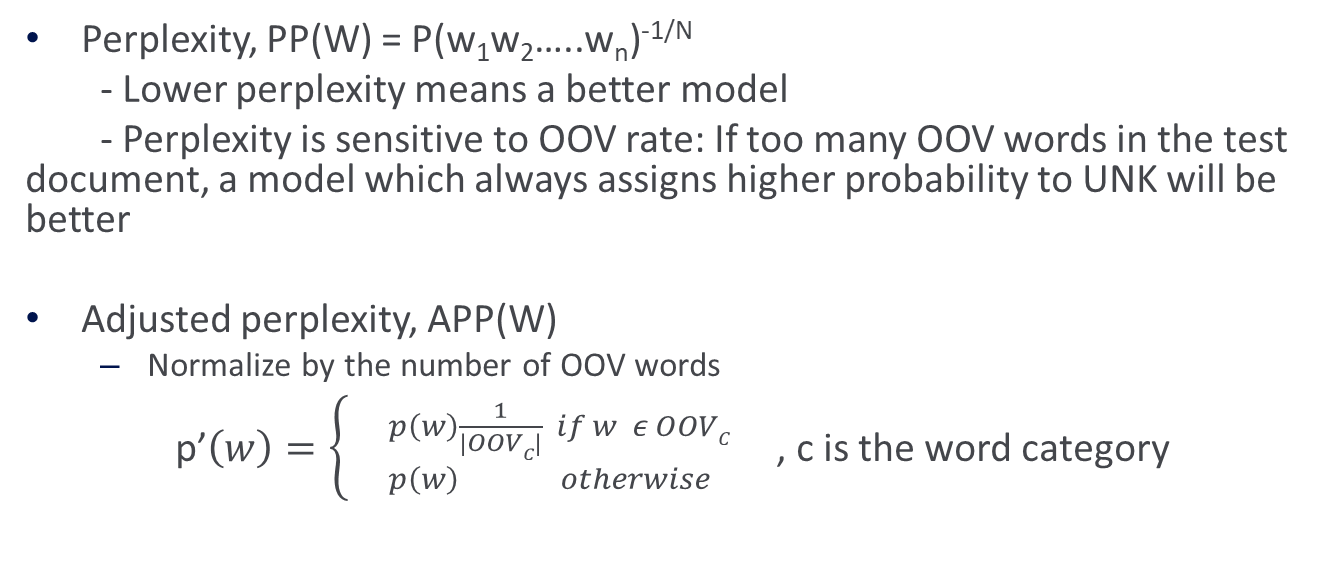 • Perplexity, PP(W) = P(w₁w₂.....wₙ)^-1/N
- Lower perplexity means a better model
- Perplexity is sensitive to OOV rate: If too many OOV words in the test
document, a model which always assigns higher probability to UNK will be
better
• Adjusted perplexity, APP(W)
– Normalize by the number of OOV words
p′(w) = { p(w) 1/|OOV_c| if w ϵ OOV_c
p(w) otherwise , c is the word category